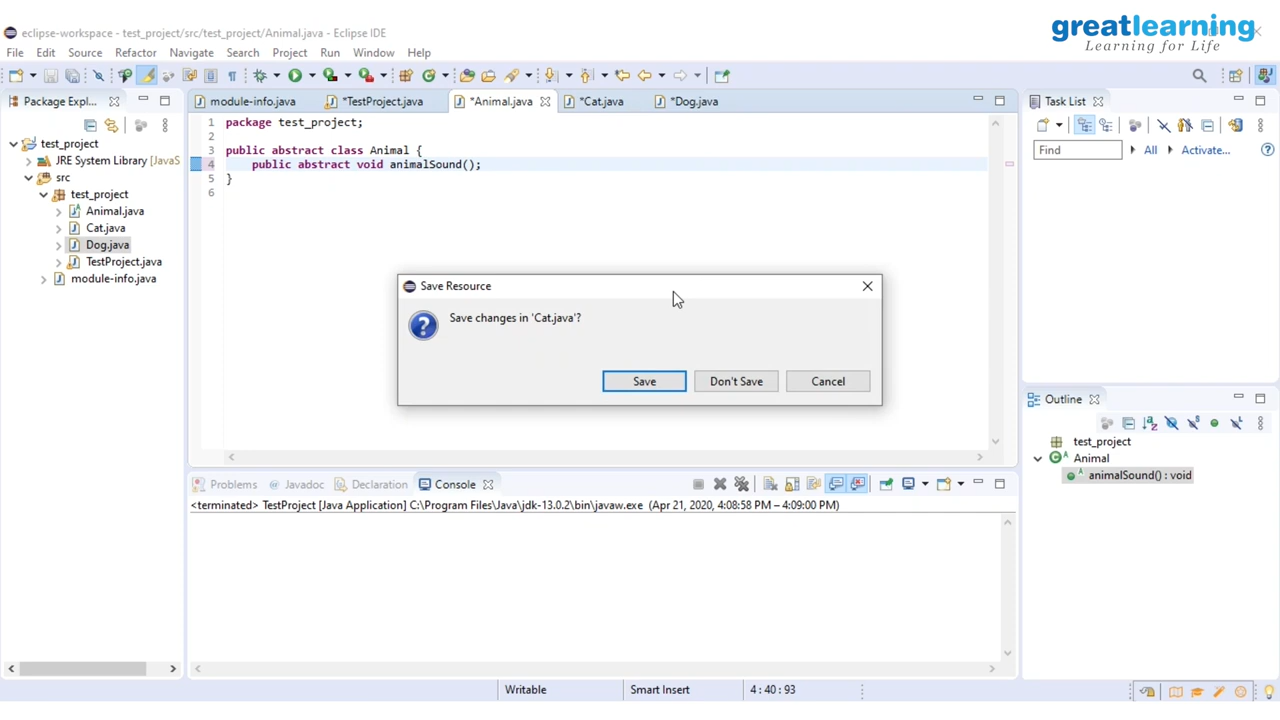 eclipse-workspace - test_project/src/test_project/Animal.java - Eclipse IDE
greatlearning
Learning for Life
File Edit Source Refactor Navigate Search Project Run Window Help
Package Expl...
module-info.java
*TestProject.java
*Animal.java
*Cat.java
*Dog.java
Task List
test_project
JRE System Library [JavaS
src
test_project
Animal.java
Cat.java
Dog.java
TestProject.java
module-info.java
1 package test_project;
2
3 public abstract class Animal {
4 public abstract void animalSound();
5 }
6
Find
All
Activate...
Save Resource
Save changes in 'Cat.java'?
Save
Don't Save
Cancel
Outline
test_project
Animal
animalSound() : void
Problems
Javadoc
Declaration
Console
<terminated> TestProject [Java Application] C:\Program Files\Java\jdk-13.0.2\bin\javaw.exe (Apr 21, 2020, 4:08:58 PM – 4:09:00 PM)
Writable
Smart Insert
4 : 40 : 93